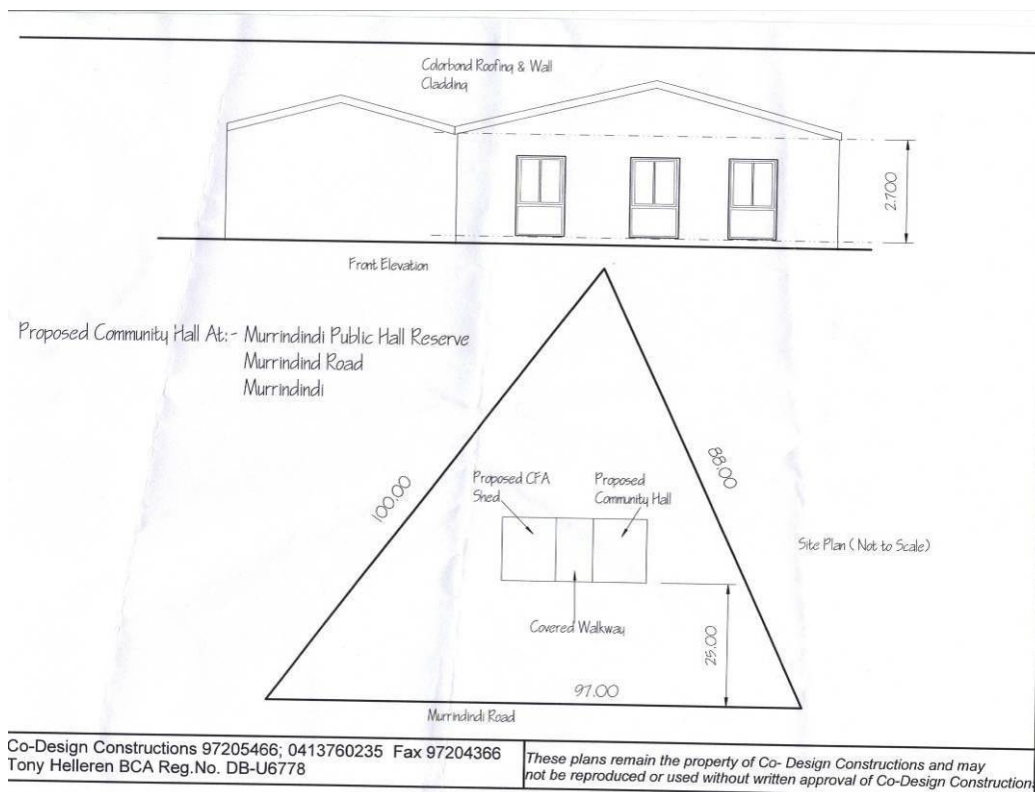 Colorbond Roofing & Wall
Cladding
2.700
Front Elevation
Proposed Community Hall At:- Murrindindi Public Hall Reserve
Murrindind Road
Murrindindi
100.00
88.00
Proposed CFA
Shed
Proposed
Community Hall
Site Plan ( Not to Scale)
Covered Walkway
25.00
97.00
Murrindindi Road
Co-Design Constructions 97205466; 0413760235 Fax 97204366
Tony Helleren BCA Reg.No. DB-U6778
These plans remain the property of Co- Design Constructions and may
not be reproduced or used without written approval of Co-Design Construction